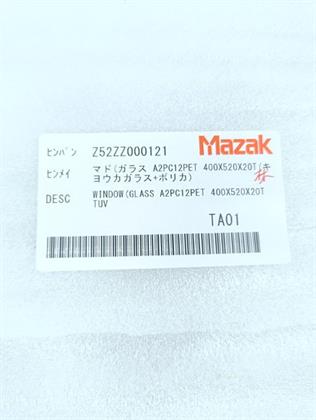 ﾋﾝﾊﾞﾝ Z52ZZ000121
Mazak
ﾋﾝﾒｲ マド(ガラス A2PC12PET 400X520X20T(キ
ヨウカガラス+ポリカ)
DESC WINDOW(GLASS A2PC12PET 400X520X20T
TUV
TA01